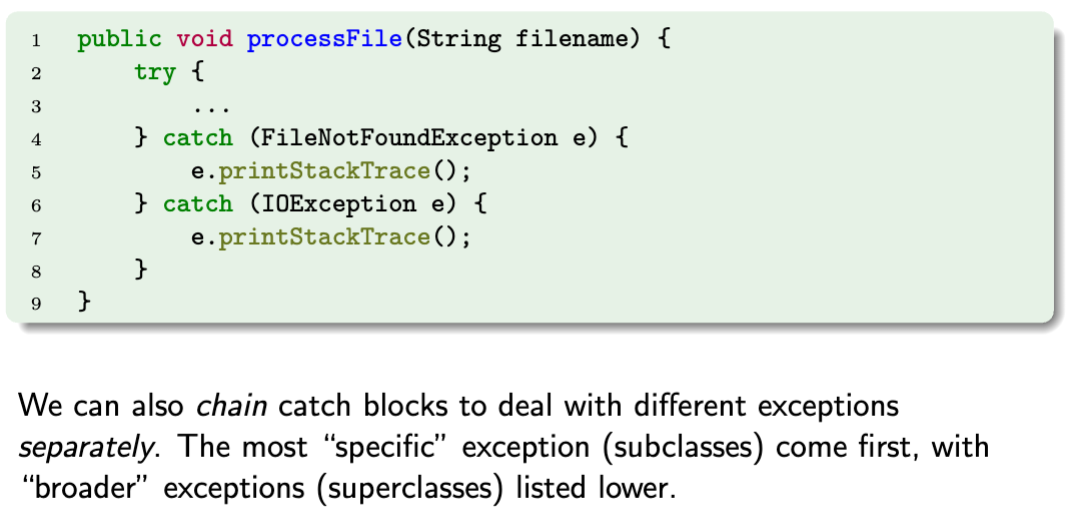 1 public void processFile(String filename) {
2 try {
3 ...
4 } catch (FileNotFoundException e) {
5 e.printStackTrace();
6 } catch (IOException e) {
7 e.printStackTrace();
8 }
9 }
We can also chain catch blocks to deal with different exceptions
separately. The most “specific” exception (subclasses) come first, with
“broader” exceptions (superclasses) listed lower.